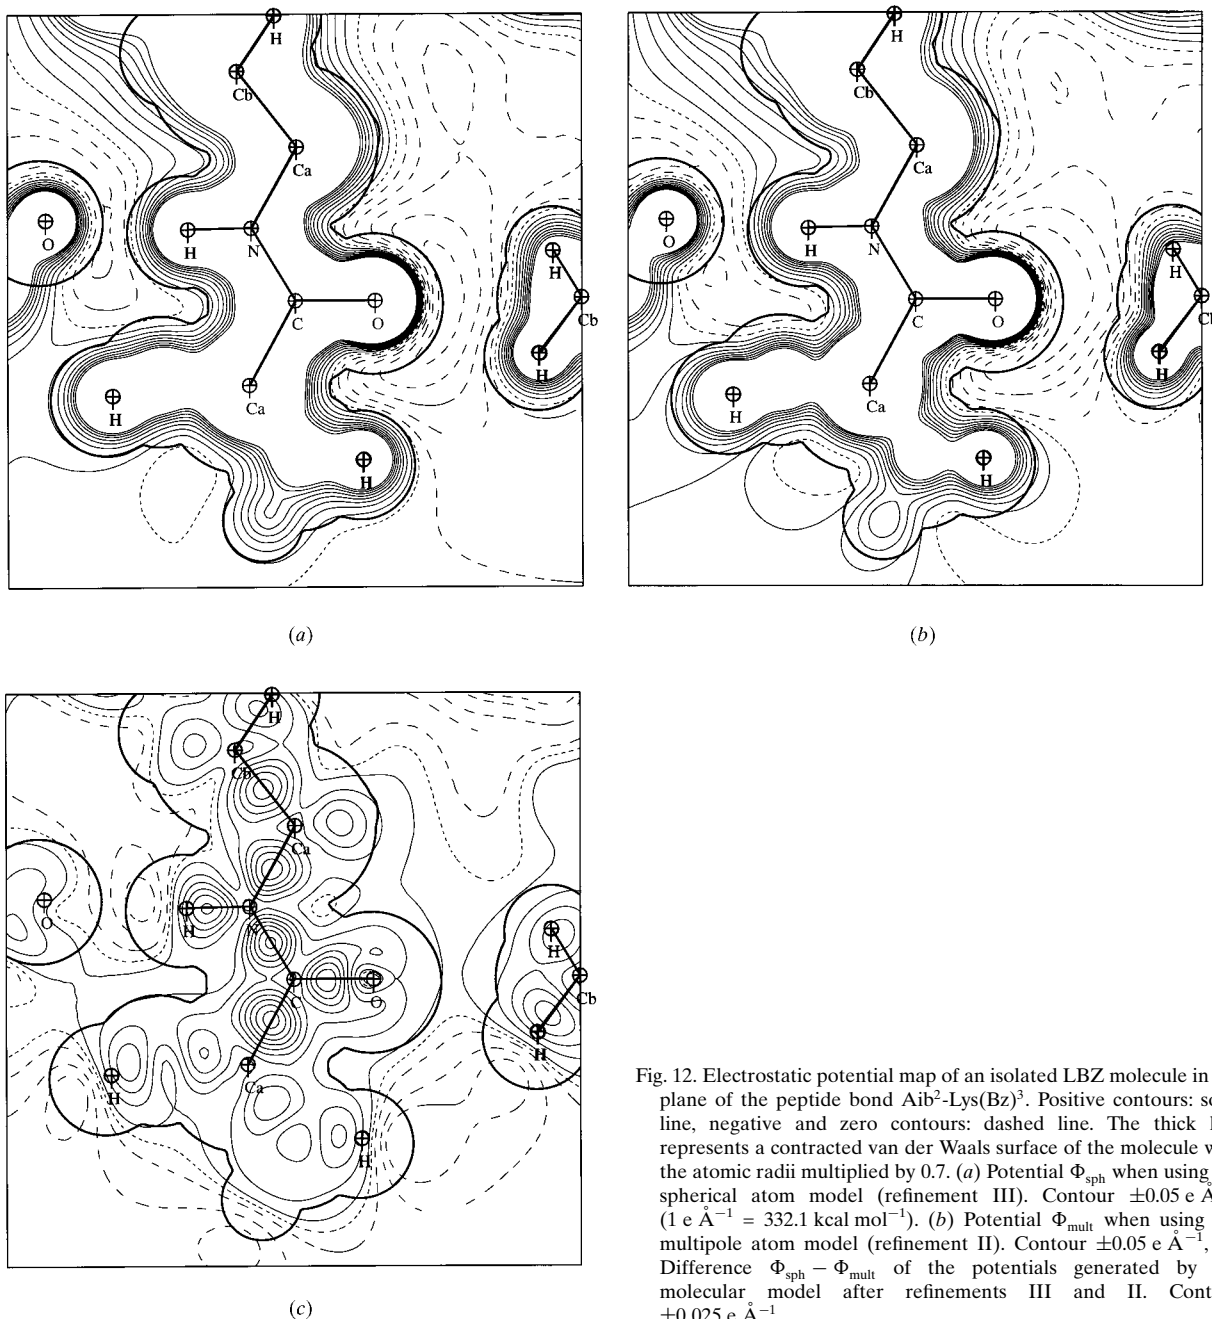 H
Cb
Ca
O
H
N
H
C
O
Cb
H
H
Ca
H
(a)
H
Cb
Ca
O
H
N
H
C
O
H
Ca
H
H
(b)
H
Cb
Ca
O
H
N
H
C
O
Cb
H
H
Ca
H
(c)
Fig. 12. Electrostatic potential map of an isolated LBZ molecule in
plane of the peptide bond Aib²-Lys(Bz)³. Positive contours:
line, negative and zero contours: dashed line. The thick
represents a contracted van der Waals surface of the molecule
the atomic radii multiplied by 0.7. (a) Potential Φsph when using
spherical atom model (refinement III). Contour ±0.05 e
(1 e Å⁻¹ = 332.1 kcal mol⁻¹). (b) Potential Φmult when using
multipole atom model (refinement II). Contour ±0.05 e Å⁻¹,
Difference Φsph − Φmult of the potentials generated by
molecular model after refinements III and II.
±0.025 e Å⁻¹